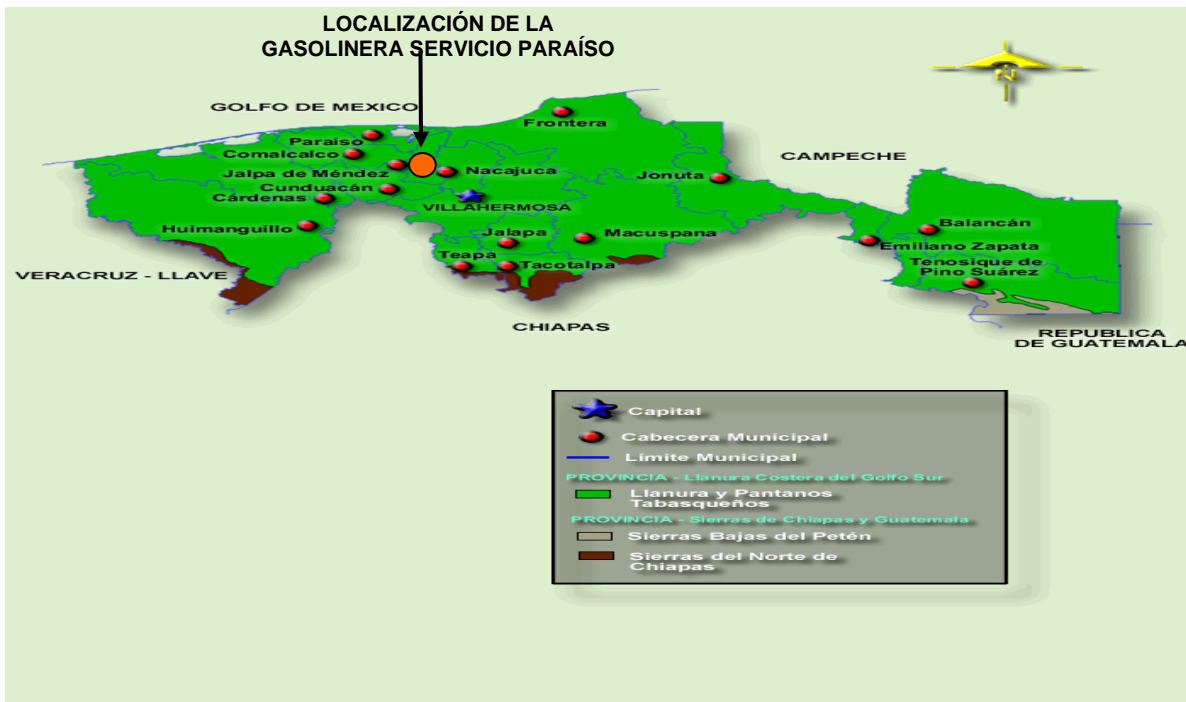 LOCALIZACIÓN DE LA
GASOLINERA SERVICIO PARAÍSO
N
GOLFO DE MEXICO
Frontera
Paraíso
Comalcalco
CAMPECHE
Jalpa de Méndez
Nacajuca
Jonuta
Cunduacán
Cárdenas
VILLAHERMOSA
Huimanguillo
Jalapa
Macuspana
Balancán
Emiliano Zapata
Teapa
Tacotalpa
Tenosique de
Pino Suárez
VERACRUZ - LLAVE
CHIAPAS
REPUBLICA
DE GUATEMALA
Capital
Cabecera Municipal
Límite Municipal
PROVINCIA - Llanura Costera del Golfo Sur
Llanura y Pantanos
Tabasqueños
PROVINCIA - Sierras de Chiapas y Guatemala
Sierras Bajas del Petén
Sierras del Norte de
Chiapas